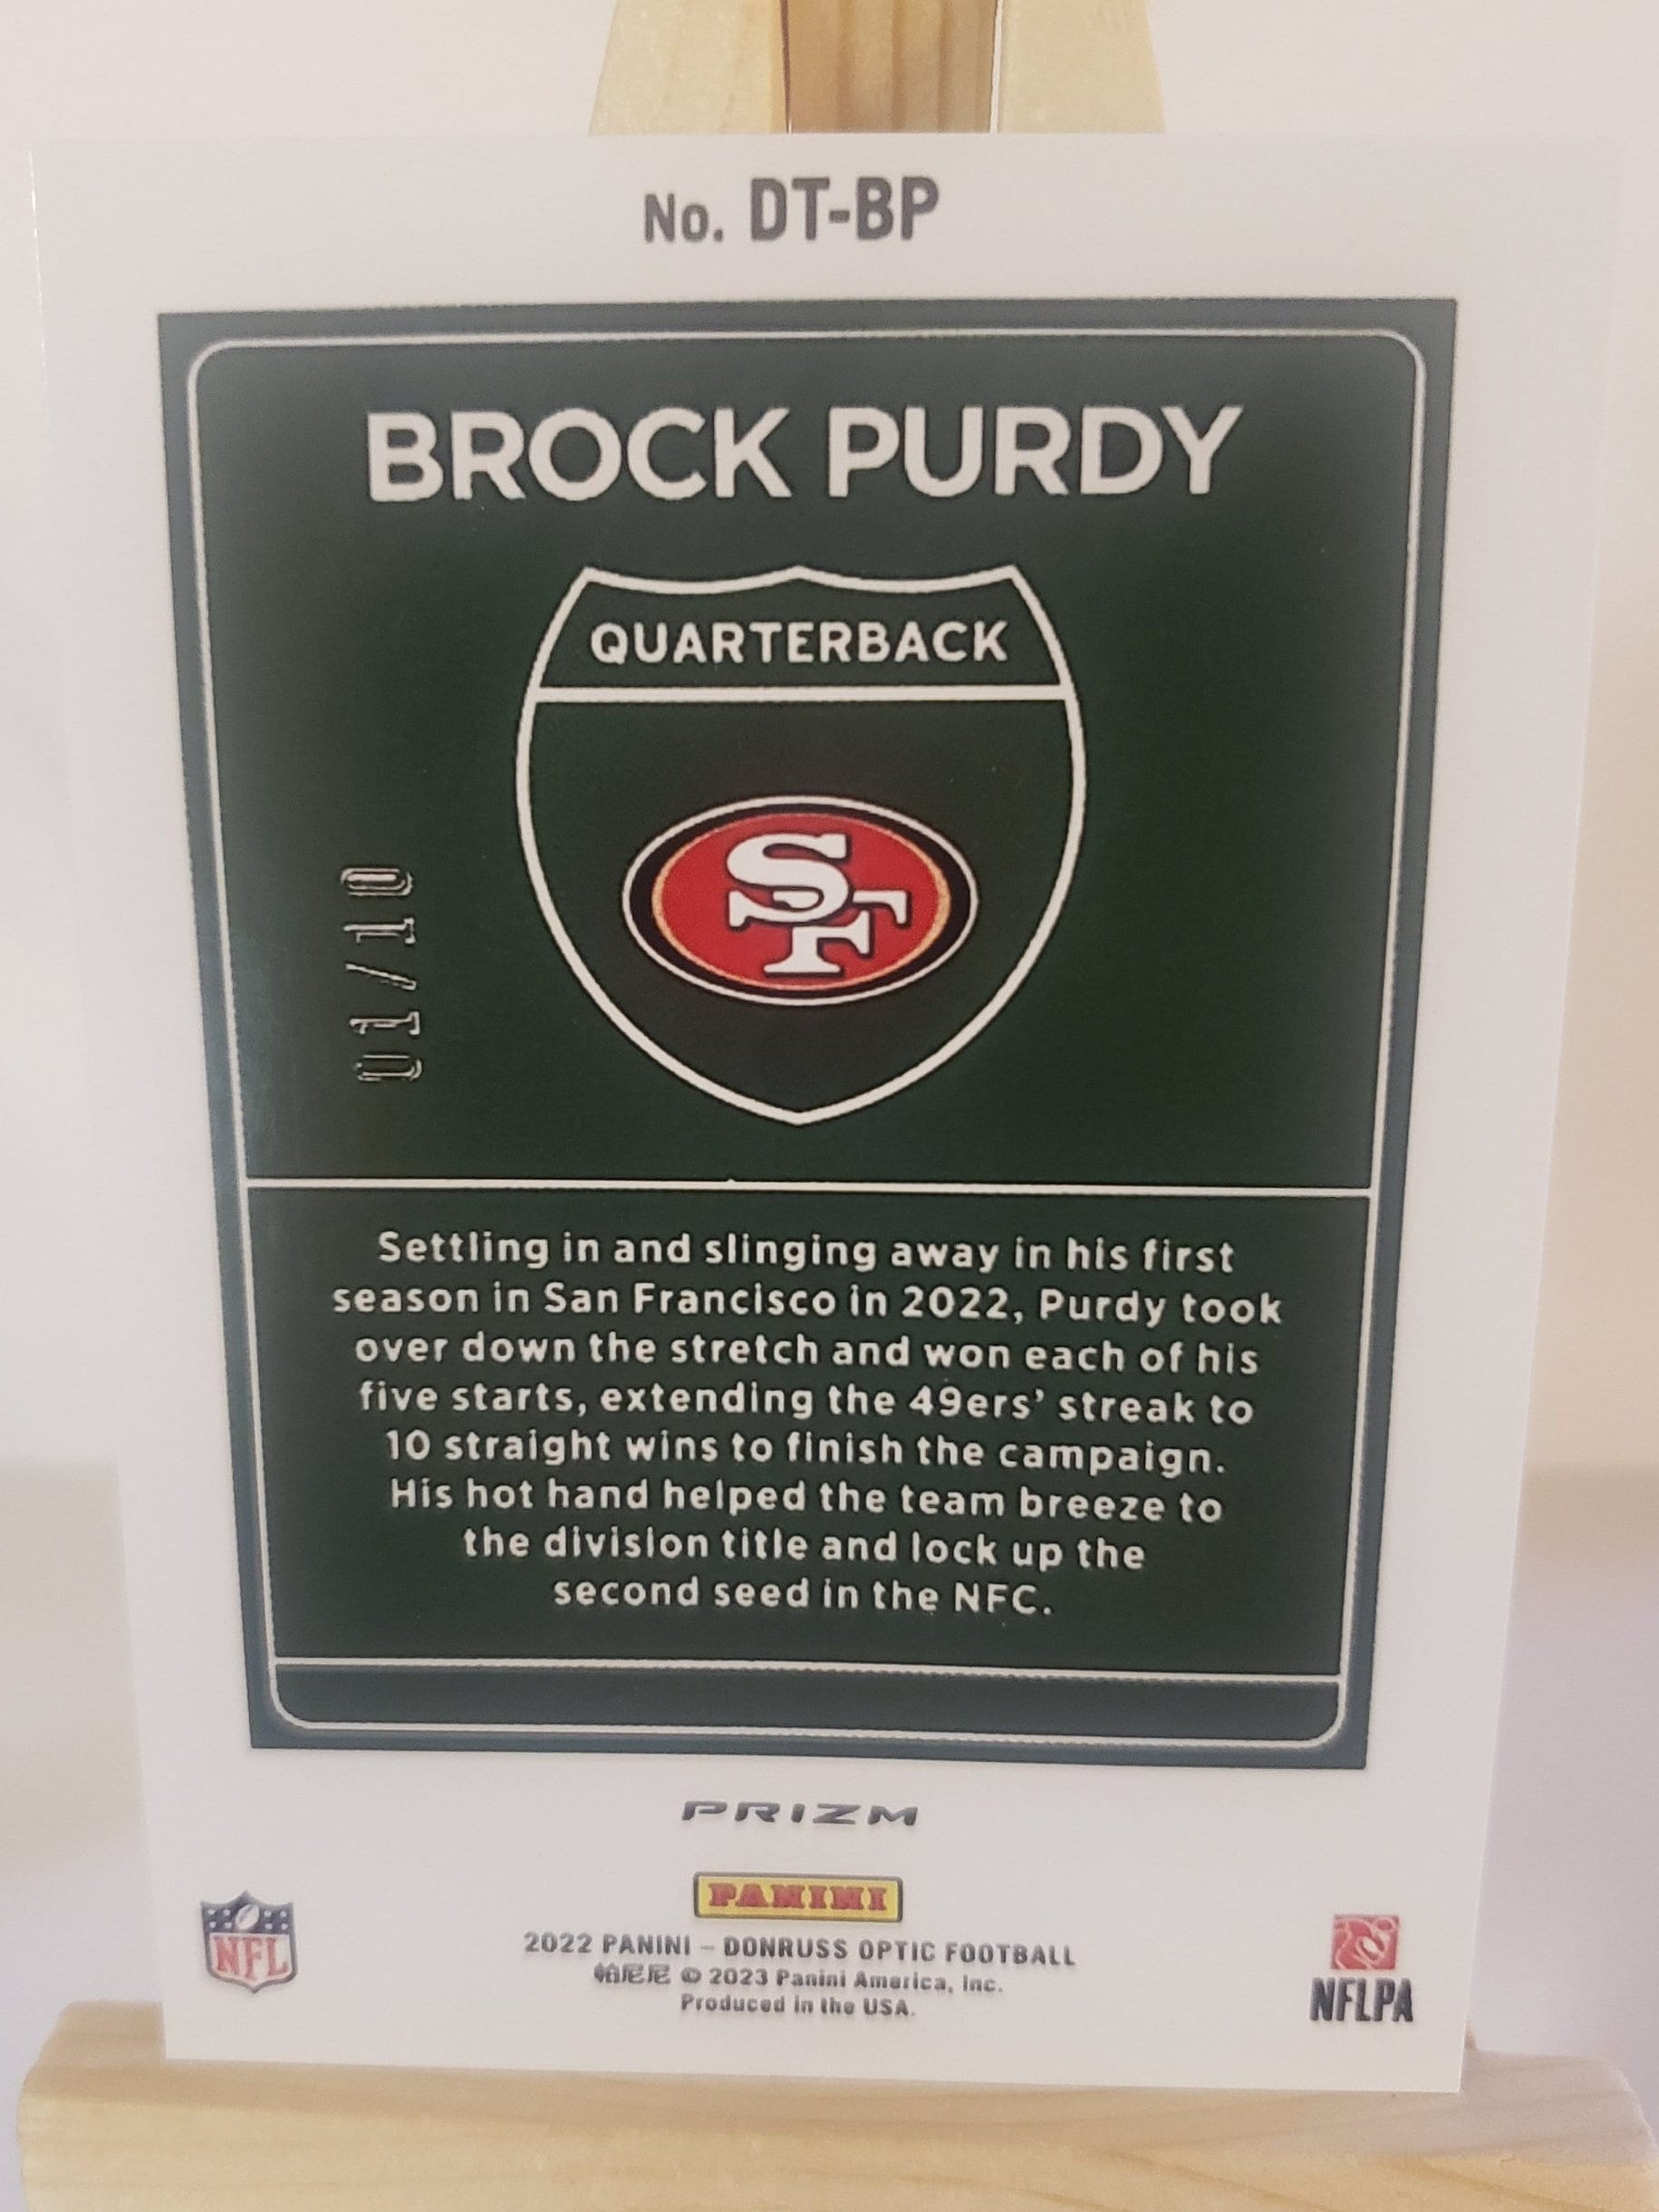 No. DT-BP
BROCK PURDY
QUARTERBACK
SF
01/10
Settling in and slinging away in his first
season in San Francisco in 2022, Purdy took
over down the stretch and won each of his
five starts, extending the 49ers' streak to
10 straight wins to finish the campaign.
His hot hand helped the team breeze to
the division title and lock up the
second seed in the NFC.
PRIZM
PANINI
NFL
2022 PANINI – DONRUSS OPTIC FOOTBALL
帕尼尼 © 2023 Panini America, Inc.
Produced in the USA.
NFLPA